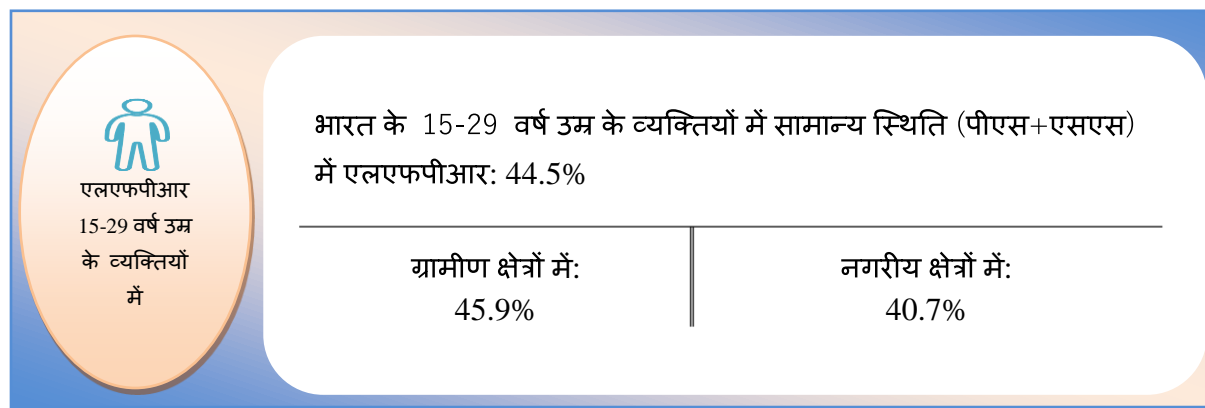 एलएफपीआर
15-29 वर्ष उम्र
के व्यक्तियों
में
भारत के 15-29 वर्ष उम्र के व्यक्तियों में सामान्य स्थिति (पीएस+एसएस)
में एलएफपीआर: 44.5%
ग्रामीण क्षेत्रों में:
45.9%
नगरीय क्षेत्रों में:
40.7%